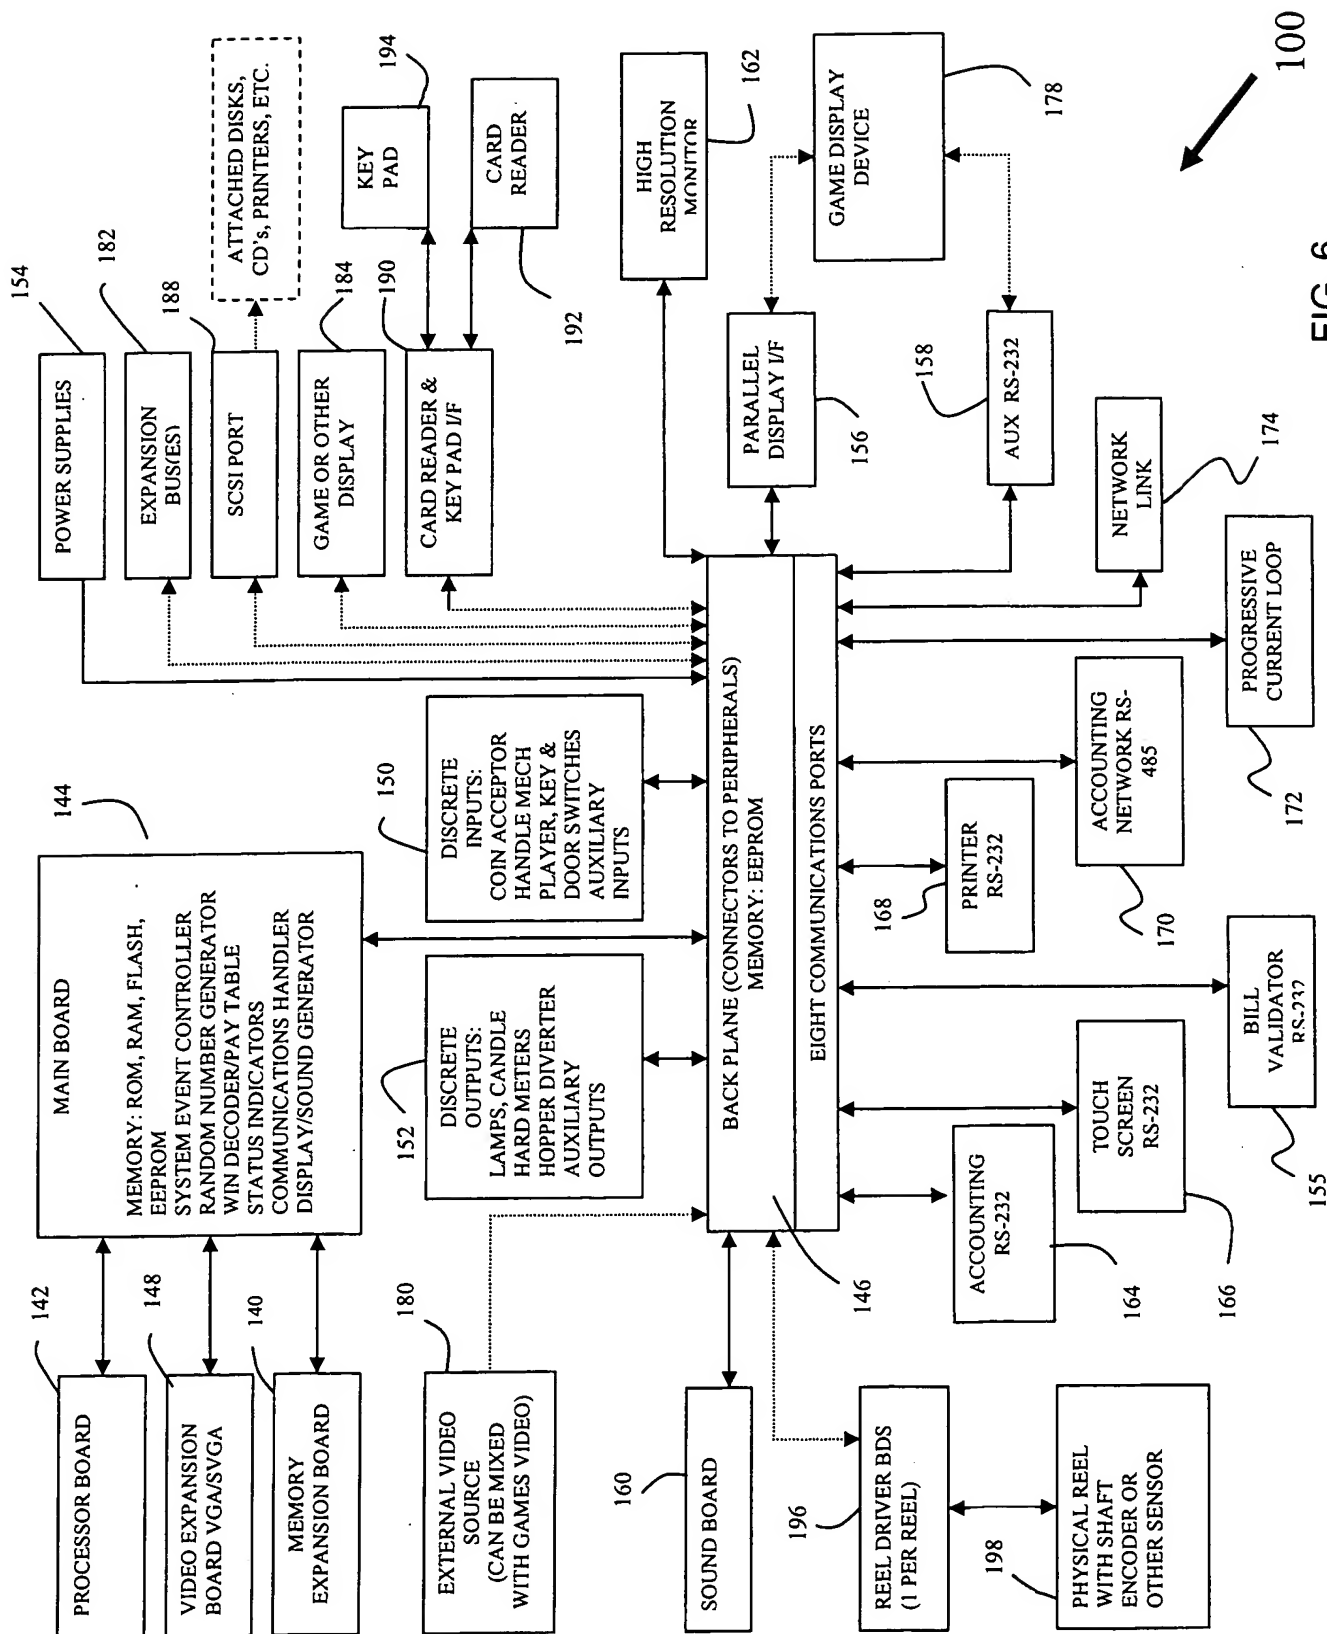 PROCESSOR BOARD
142
VIDEO EXPANSION
BOARD VGA/SVGA
148
MEMORY
EXPANSION BOARD
140
MAIN BOARD
MEMORY: ROM, RAM, FLASH,
EEPROM
SYSTEM EVENT CONTROLLER
RANDOM NUMBER GENERATOR
WIN DECODER/PAY TABLE
STATUS INDICATORS
COMMUNICATIONS HANDLER
DISPLAY/SOUND GENERATOR
144
POWER SUPPLIES
154
EXPANSION
BUS(ES)
182
SCSI PORT
188
ATTACHED DISKS,
CD's, PRINTERS, ETC.
GAME OR OTHER
DISPLAY
184
CARD READER &
KEY PAD I/F
190
KEY
PAD
194
CARD
READER
192
EXTERNAL VIDEO
SOURCE
(CAN BE MIXED
WITH GAMES VIDEO)
180
DISCRETE
OUTPUTS:
LAMPS, CANDLE
HARD METERS
HOPPER DIVERTER
AUXILIARY
OUTPUTS
152
DISCRETE
INPUTS:
COIN ACCEPTOR
HANDLE MECH
PLAYER, KEY &
DOOR SWITCHES
AUXILIARY
INPUTS
150
HIGH
RESOLUTION
MONITOR
162
SOUND BOARD
160
BACK PLANE (CONNECTORS TO PERIPHERALS)
MEMORY: EEPROM
EIGHT COMMUNICATIONS PORTS
146
PARALLEL
DISPLAY I/F
156
GAME DISPLAY
DEVICE
178
REEL DRIVER BDS
(1 PER REEL)
196
PHYSICAL REEL
WITH SHAFT
ENCODER OR
OTHER SENSOR
198
ACCOUNTING
RS-232
164
TOUCH
SCREEN
RS-232
166
BILL
VALIDATOR
RS-232
155
PRINTER
RS-232
168
ACCOUNTING
NETWORK RS-
485
170
PROGRESSIVE
CURRENT LOOP
172
NETWORK
LINK
174
AUX RS-232
158
100
FIG. 6